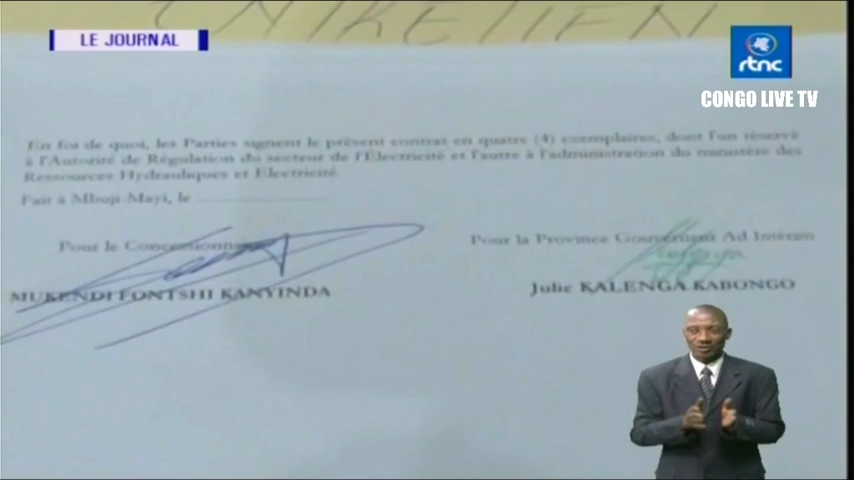 ENTRETIEN
LE JOURNAL
rtnc
CONGO LIVE TV
En foi de quoi, les Parties signent le présent contrat en quatre (4) exemplaires, dont l'un réservé
à l'Autorité de Régulation du secteur de l'Électricité et l'autre à l'administration du ministère des
Ressources Hydrauliques et Electricité.
Fait à Mbuji Mayi, le
Pour le Concessionnaire
Pour la Province Gouverneur Ad Intérim
MUKENDI FONTSHI KANYINDA
Julie KALENGA KABONGO